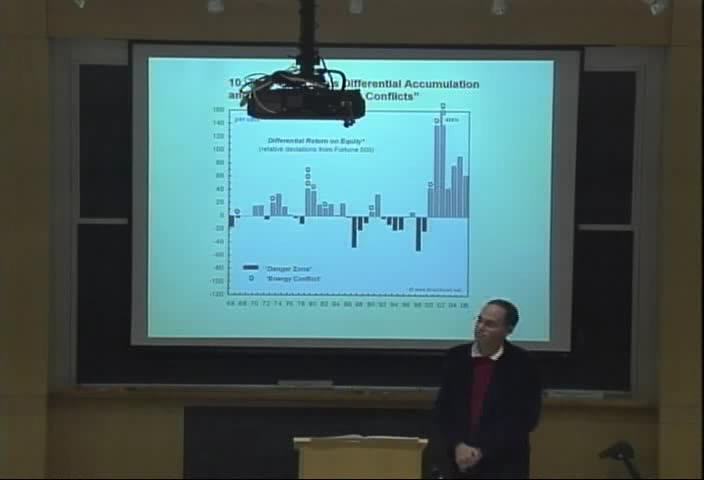 10 s Differential Accumulation
an Conflicts"
per cent
Differential Return on Equity*
(relative deviations from Fortune 500)
160
140
120
100
80
60
40
20
0
-20
-40
-60
-80
-100
-120
'Danger Zone'
'Energy Conflict'
66 68 70 72 74 76 78 80 82 84 86 88 90 92 94 96 98 00 02 04 06